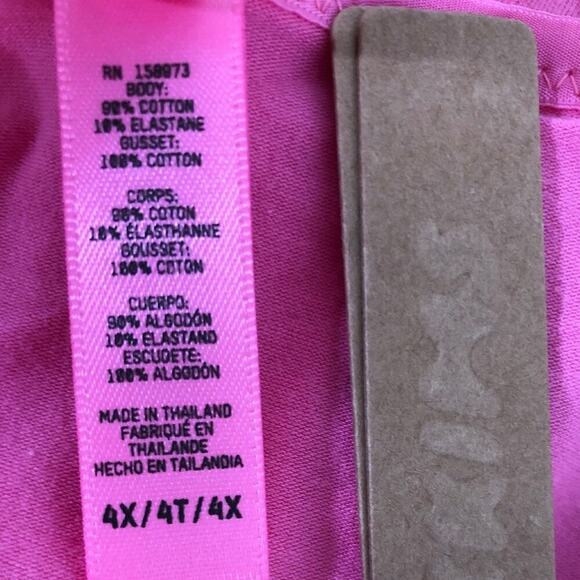 RN 158973
BODY:
90% COTTON
10% ELASTANE
GUSSET:
100% COTTON
CORPS:
90% COTON
10% ÉLASTHANNE
GOUSSET:
100% COTON
CUERPO:
90% ALGODÓN
10% ELASTANO
ESCUDETE:
100% ALGODÓN
MADE IN THAILAND
FABRIQUÉ EN
THAILANDE
HECHO EN TAILANDIA
4X/4T/4X
SKIMS